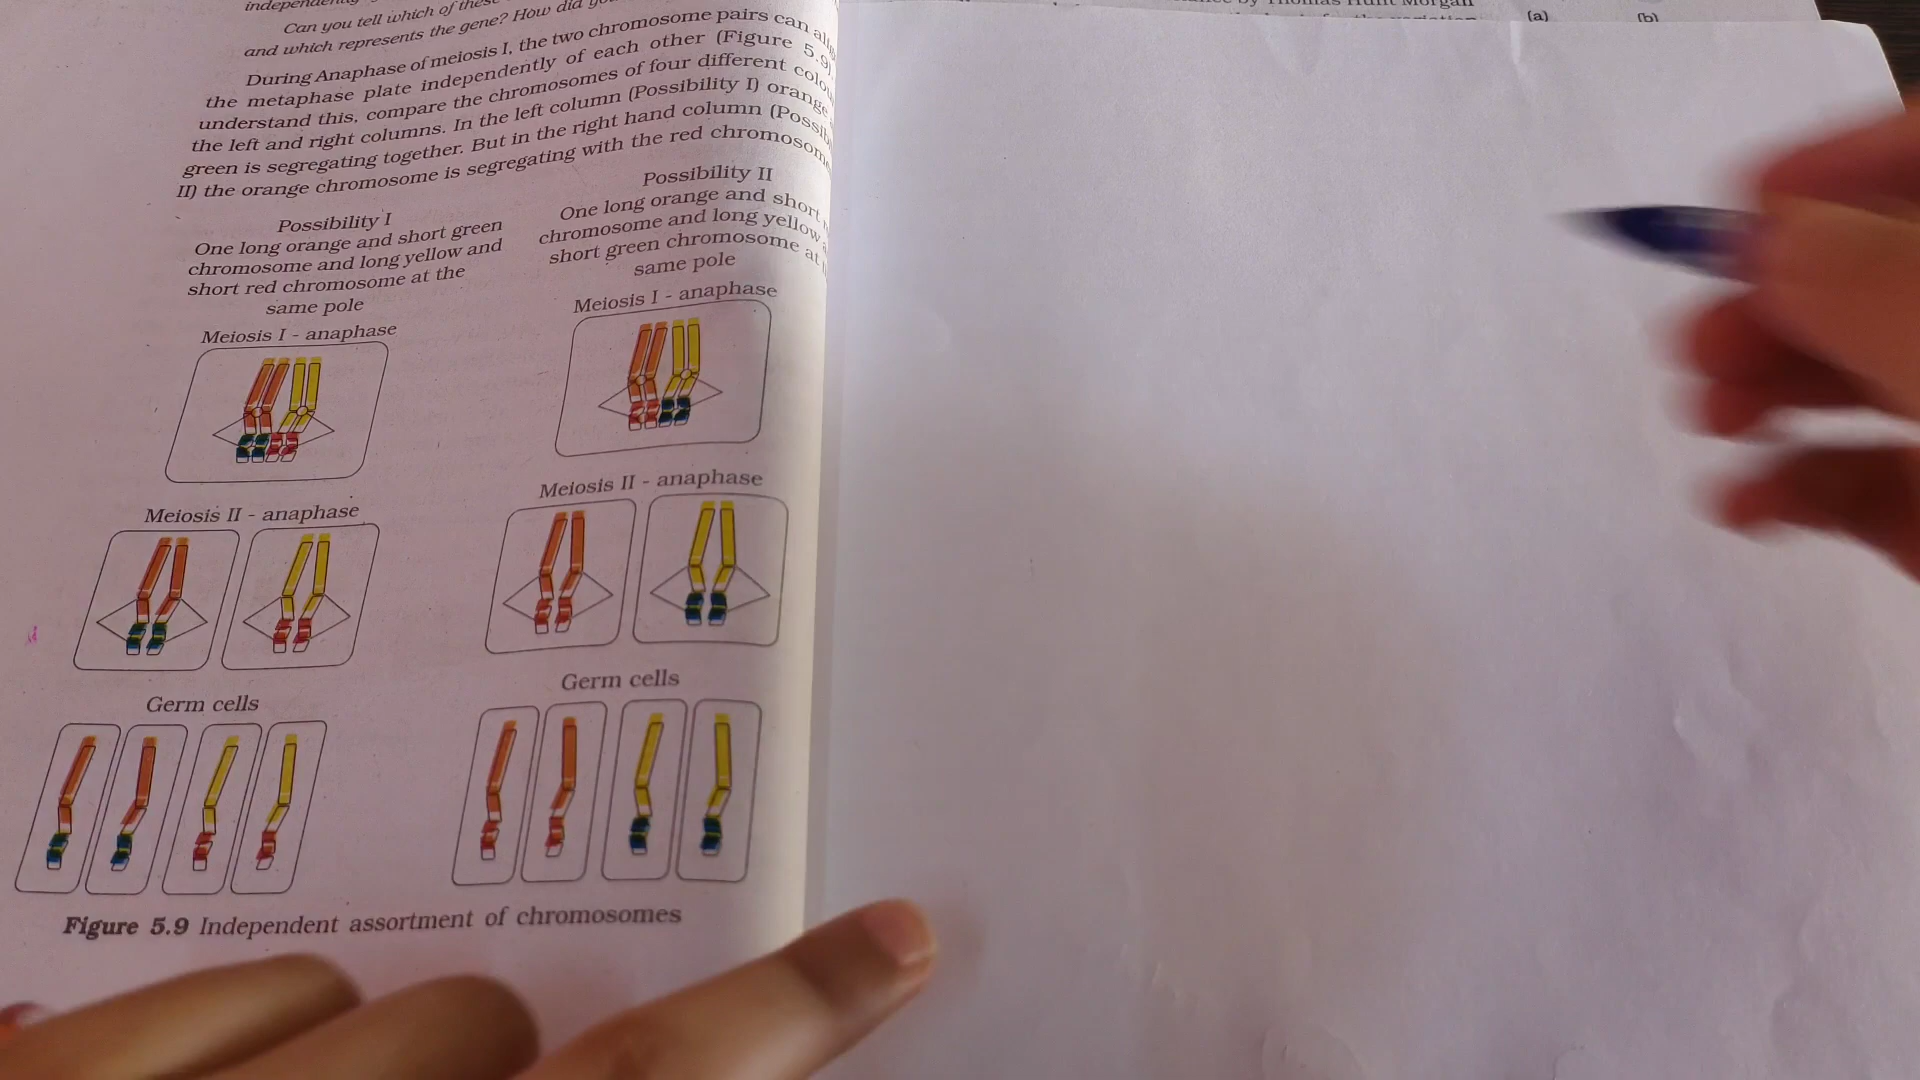 independently
Can you tell which of these
and which represents the gene? How did
During Anaphase of meiosis I, the two chromosome pairs can
the metaphase plate independently of each other (Figure 5.9).
understand this, compare the chromosomes of four different
the left and right columns. In the left column (Possibility I) orange
green is segregating together. But in the right hand column
II) the orange chromosome is segregating with the red
Possibility I
One long orange and short green
chromosome and long yellow and
short red chromosome at the
same pole
Meiosis I - anaphase
Meiosis II - anaphase
Germ cells
Possibility II
One long orange and short
chromosome and long yellow
short green chromosome at
same pole
Meiosis I - anaphase
Meiosis II - anaphase
Germ cells
Figure 5.9 Independent assortment of chromosomes
by Thomas Hunt Morgan
(a)
(b)